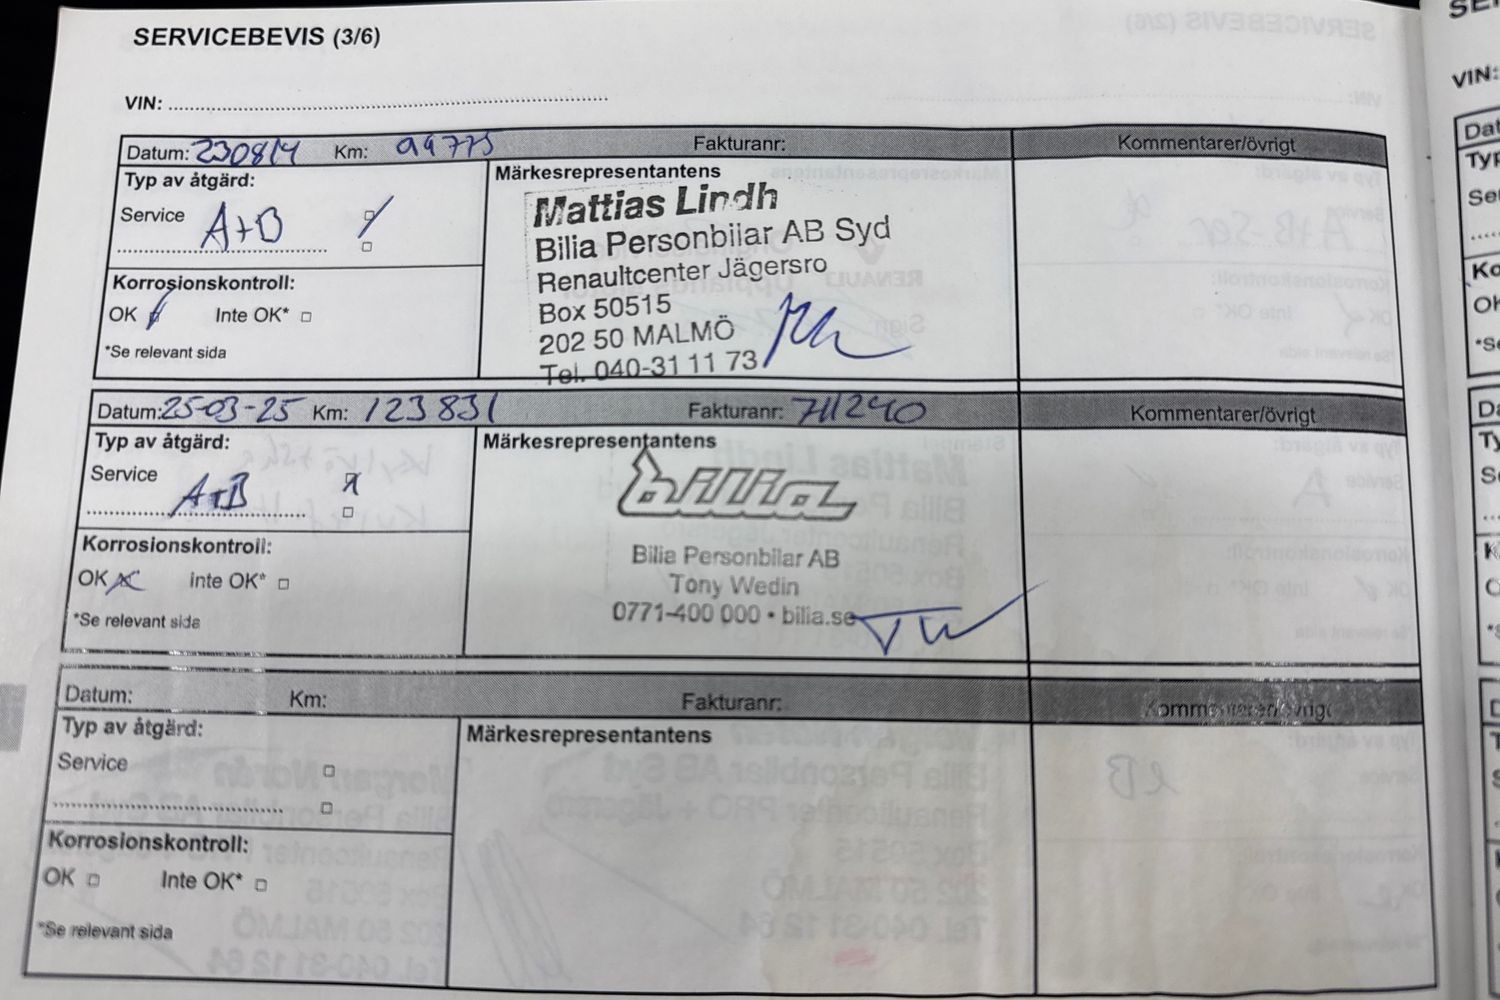 SERVICEBEVIS (3/6)
VIN:
Datum: 230814 Km: 99775 Fakturanr: Kommentarer/övrigt
Typ av åtgärd:
Service A+B
Korrosionskontroll:
OK Inte OK*
*Se relevant sida
Märkesrepresentantens
Mattias Lindh
Bilia Personbilar AB Syd
Renaultcenter Jägersro
Box 50515
202 50 MALMÖ
Tel. 040-31 11 73
Datum: 25-03-25 Km: 123831 Fakturanr: 711240 Kommentarer/övrigt
Typ av åtgärd:
Service A+B
Korrosionskontroll:
OK Inte OK*
*Se relevant sida
Märkesrepresentantens
bilia
Bilia Personbilar AB
Tony Wedin
0771-400 000 • bilia.se
TW
Datum: Km: Fakturanr: Kommentarer/övrigt
Typ av åtgärd:
Service
Korrosionskontroll:
OK Inte OK*
*Se relevant sida
Märkesrepresentantens
VIN: